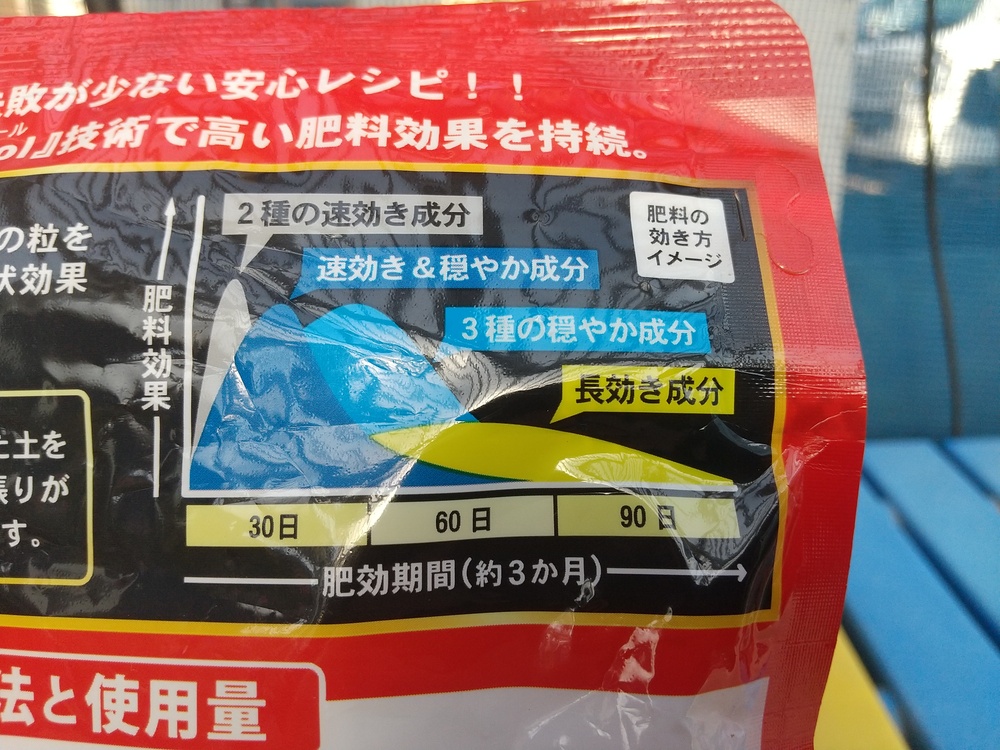 敗が少ない安心レシピ！！
ール
ol』技術で高い肥料効果を持続。
の粒を
状効果
2種の速効き成分
速効き＆穏やか成分
3種の穏やか成分
長効き成分
肥料の
効き方
イメージ
肥料効果
土を
張りが
す。
30日
60日
90日
肥効期間(約3か月)
法と使用量